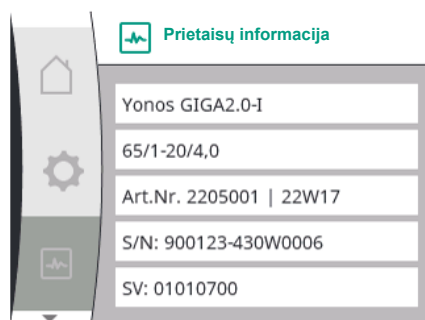 Prietaisų informacija
Yonos GIGA2.0-I
65/1-20/4,0
Art.Nr. 2205001 | 22W17
S/N: 900123-430W0006
SV: 01010700